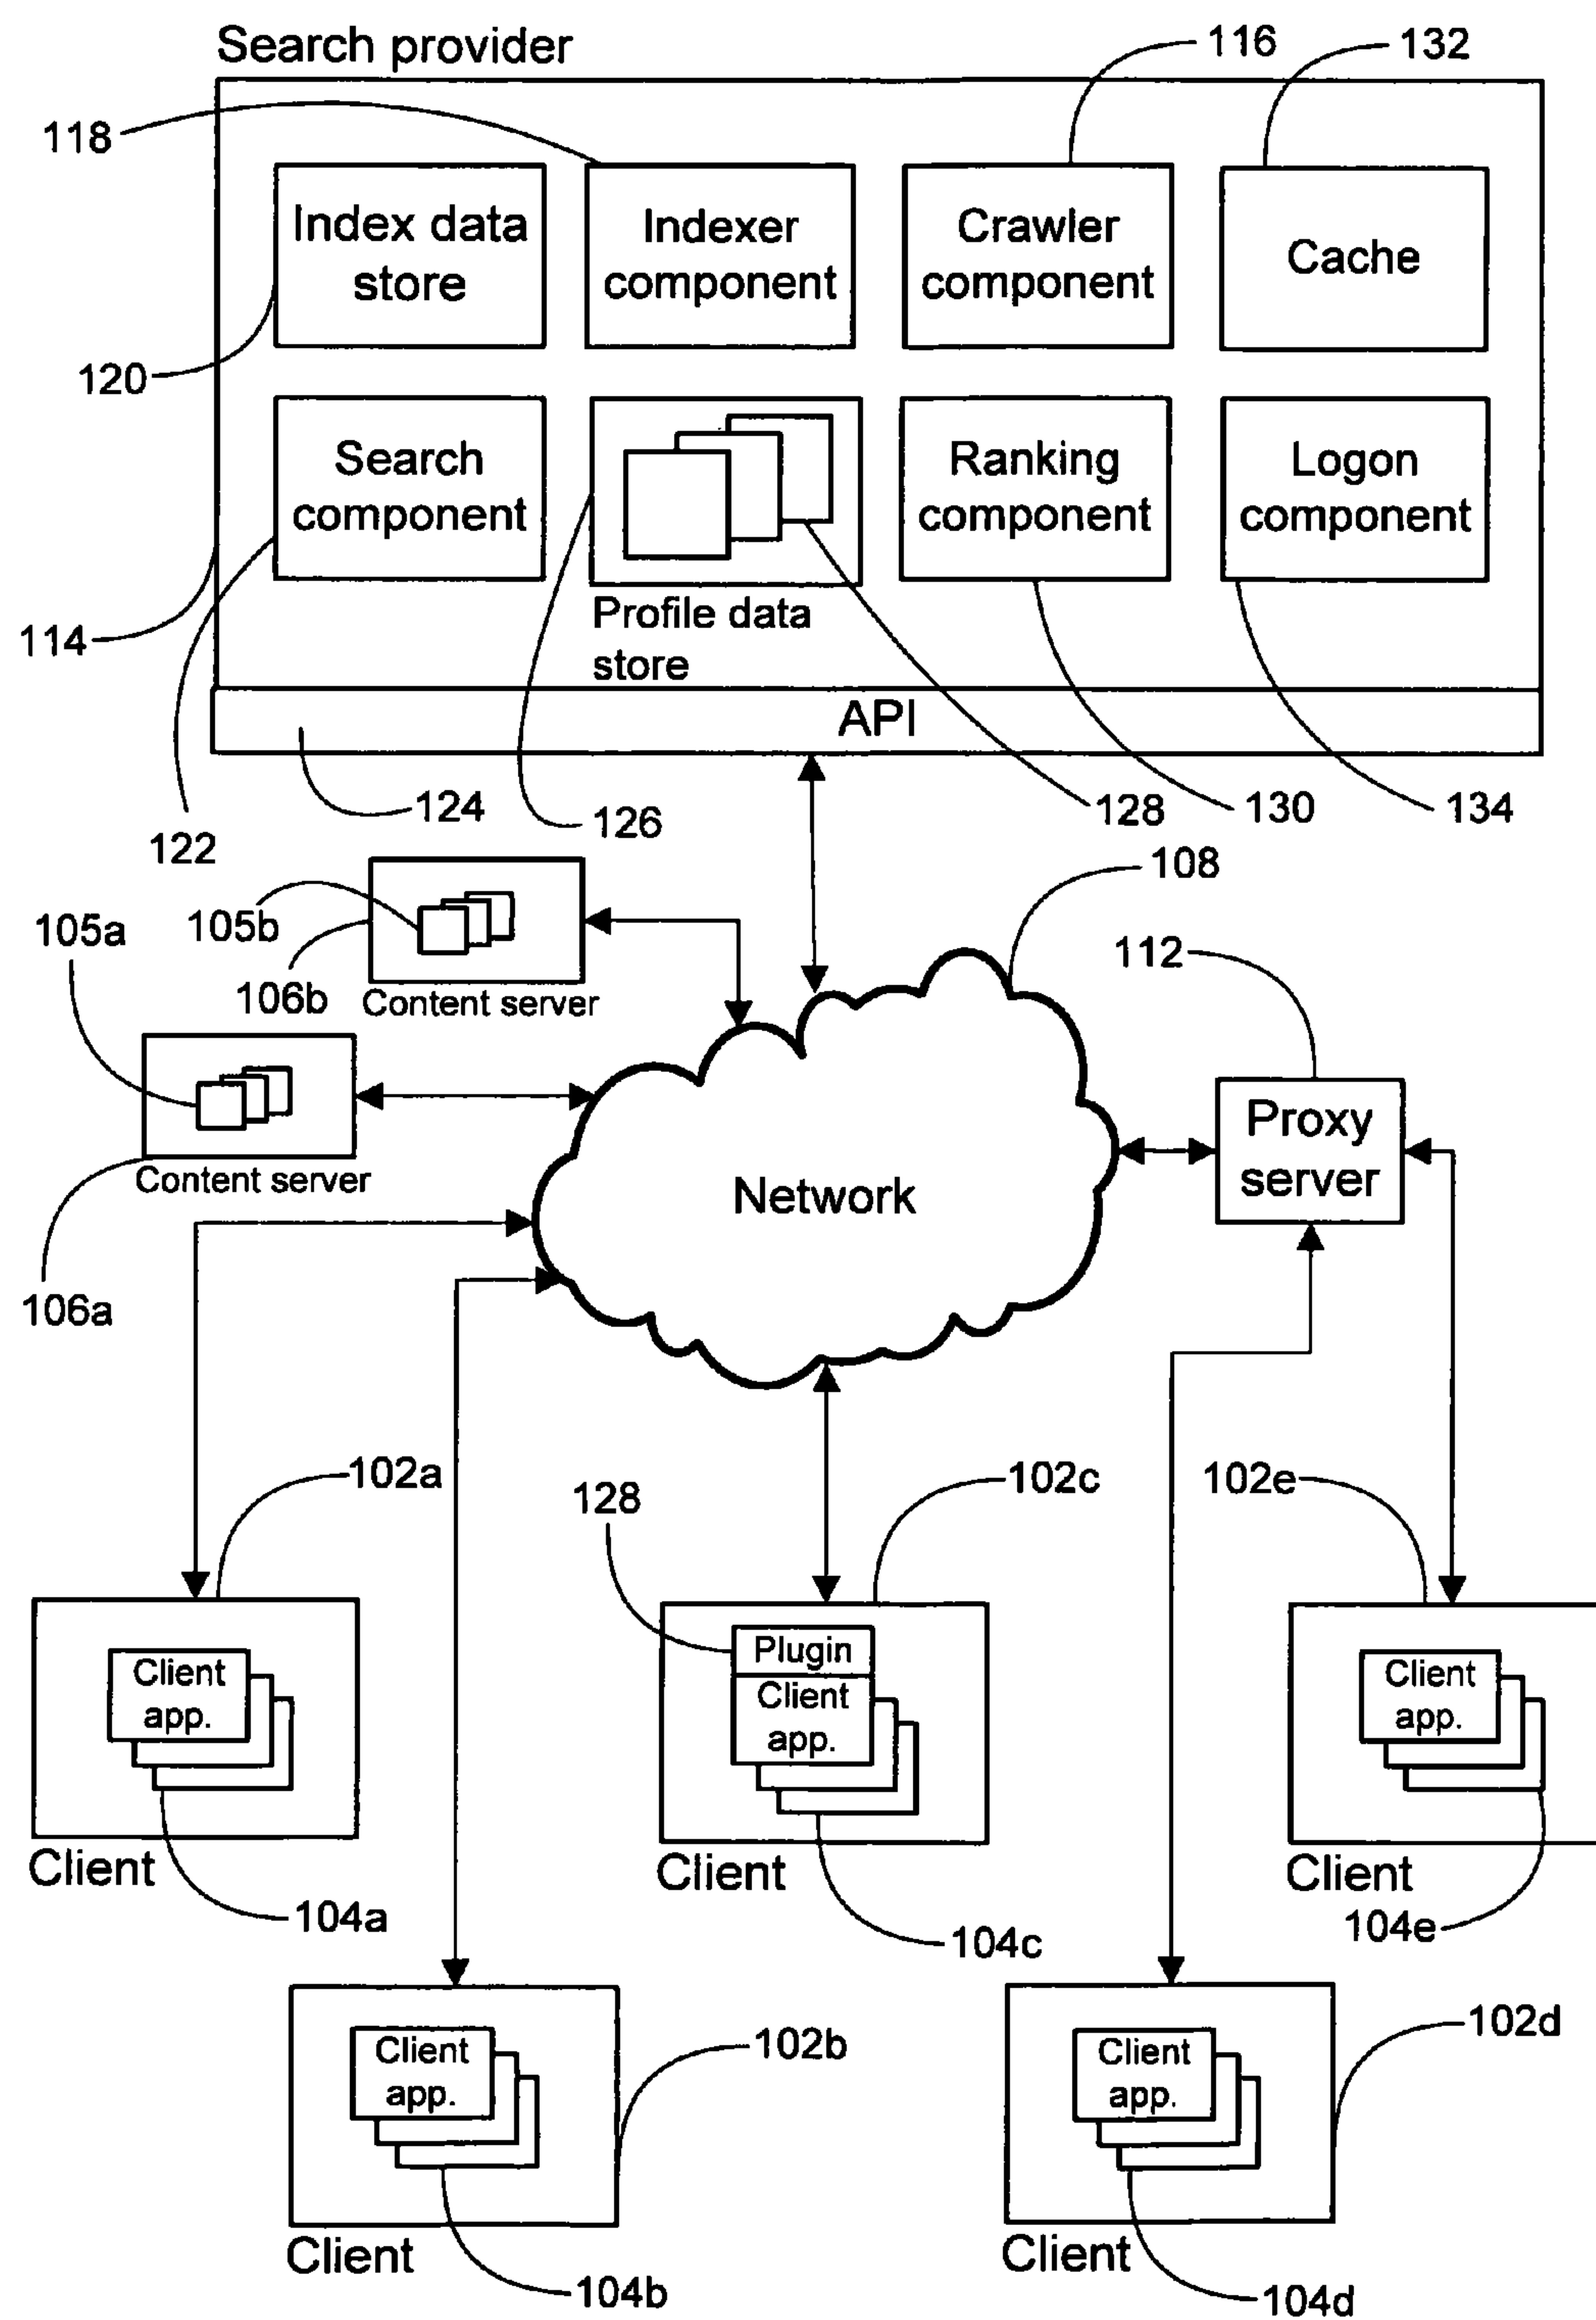 Search provider
116
132
118
Index data
store
Indexer
component
Crawler
component
Cache
120
Search
component
Ranking
component
Logon
component
Profile data
store
114
API
122
124
126
128
130
134
108
105a
105b
106b
Content server
112
Content server
106a
Network
Proxy
server
102a
128
102c
102e
Client
app.
Plugin
Client
app.
Client
app.
Client
104a
Client
104c
Client
104e
Client
app.
102b
Client
app.
102d
Client
104b
Client
104d